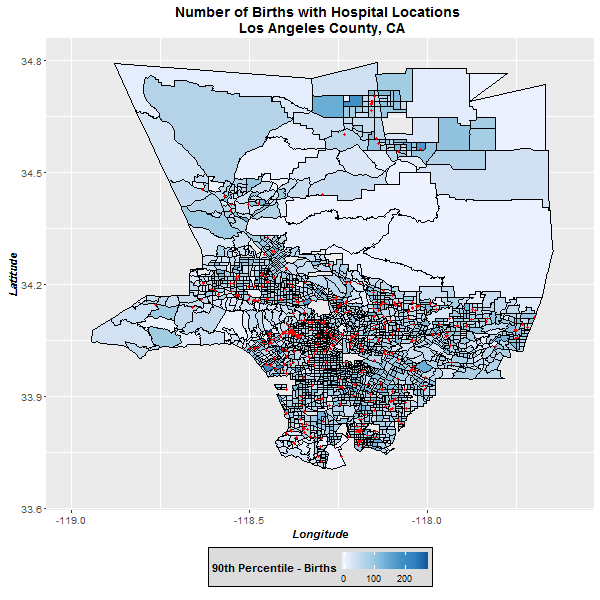 Number of Births with Hospital Locations
Los Angeles County, CA
34.8
34.5
34.2
33.9
33.6
Latitude
-119.0
-118.5
-118.0
Longitude
90th Percentile - Births
0
100
200